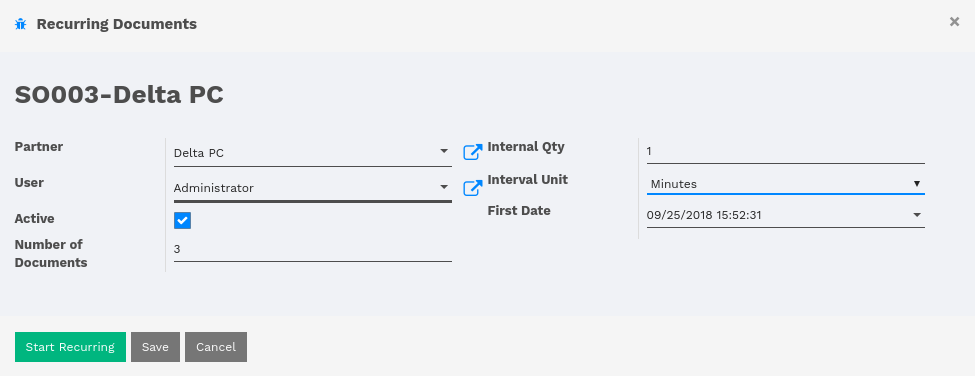 Recurring Documents
SO003-Delta PC
Partner
Delta PC
User
Administrator
Active
Number of
Documents
3
Internal Qty
1
Interval Unit
Minutes
First Date
09/25/2018 15:52:31
Start Recurring
Save
Cancel